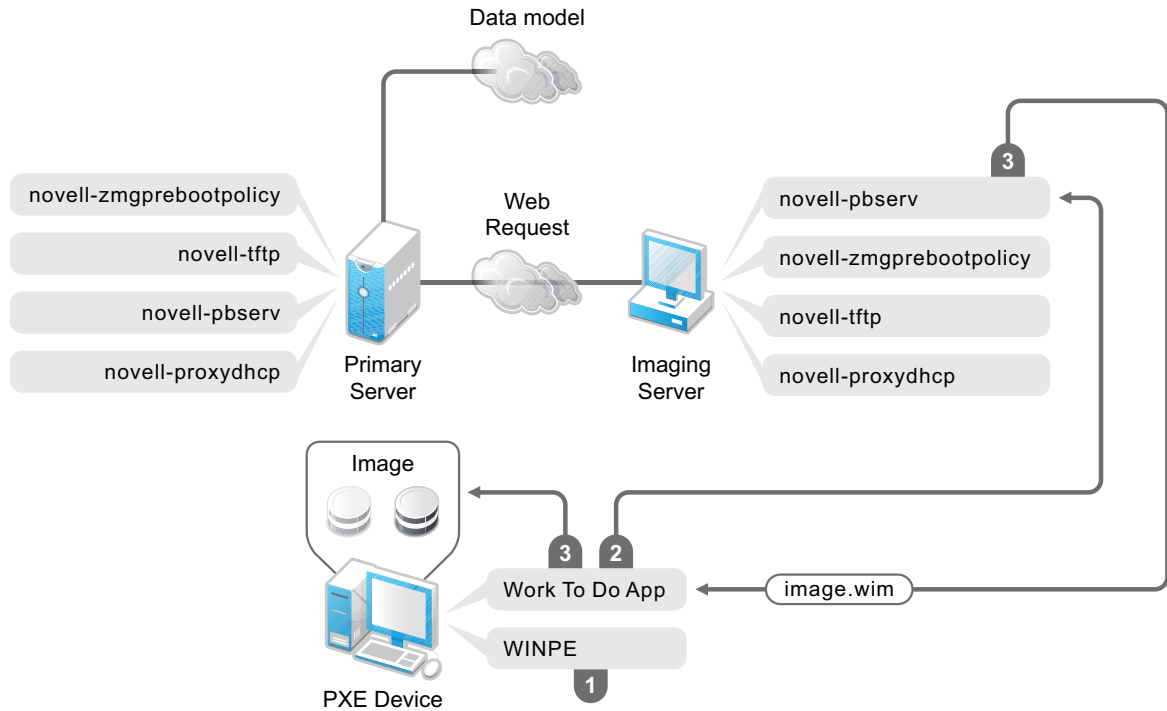 Data model
3
novell-zmgprebootpolicy
novell-tftp
novell-pbserv
novell-proxydhcp
Web
Request
novell-pbserv
novell-zmgprebootpolicy
novell-tftp
novell-proxydhcp
Primary
Server
Imaging
Server
Image
3
2
Work To Do App
image.wim
WINPE
1
PXE Device